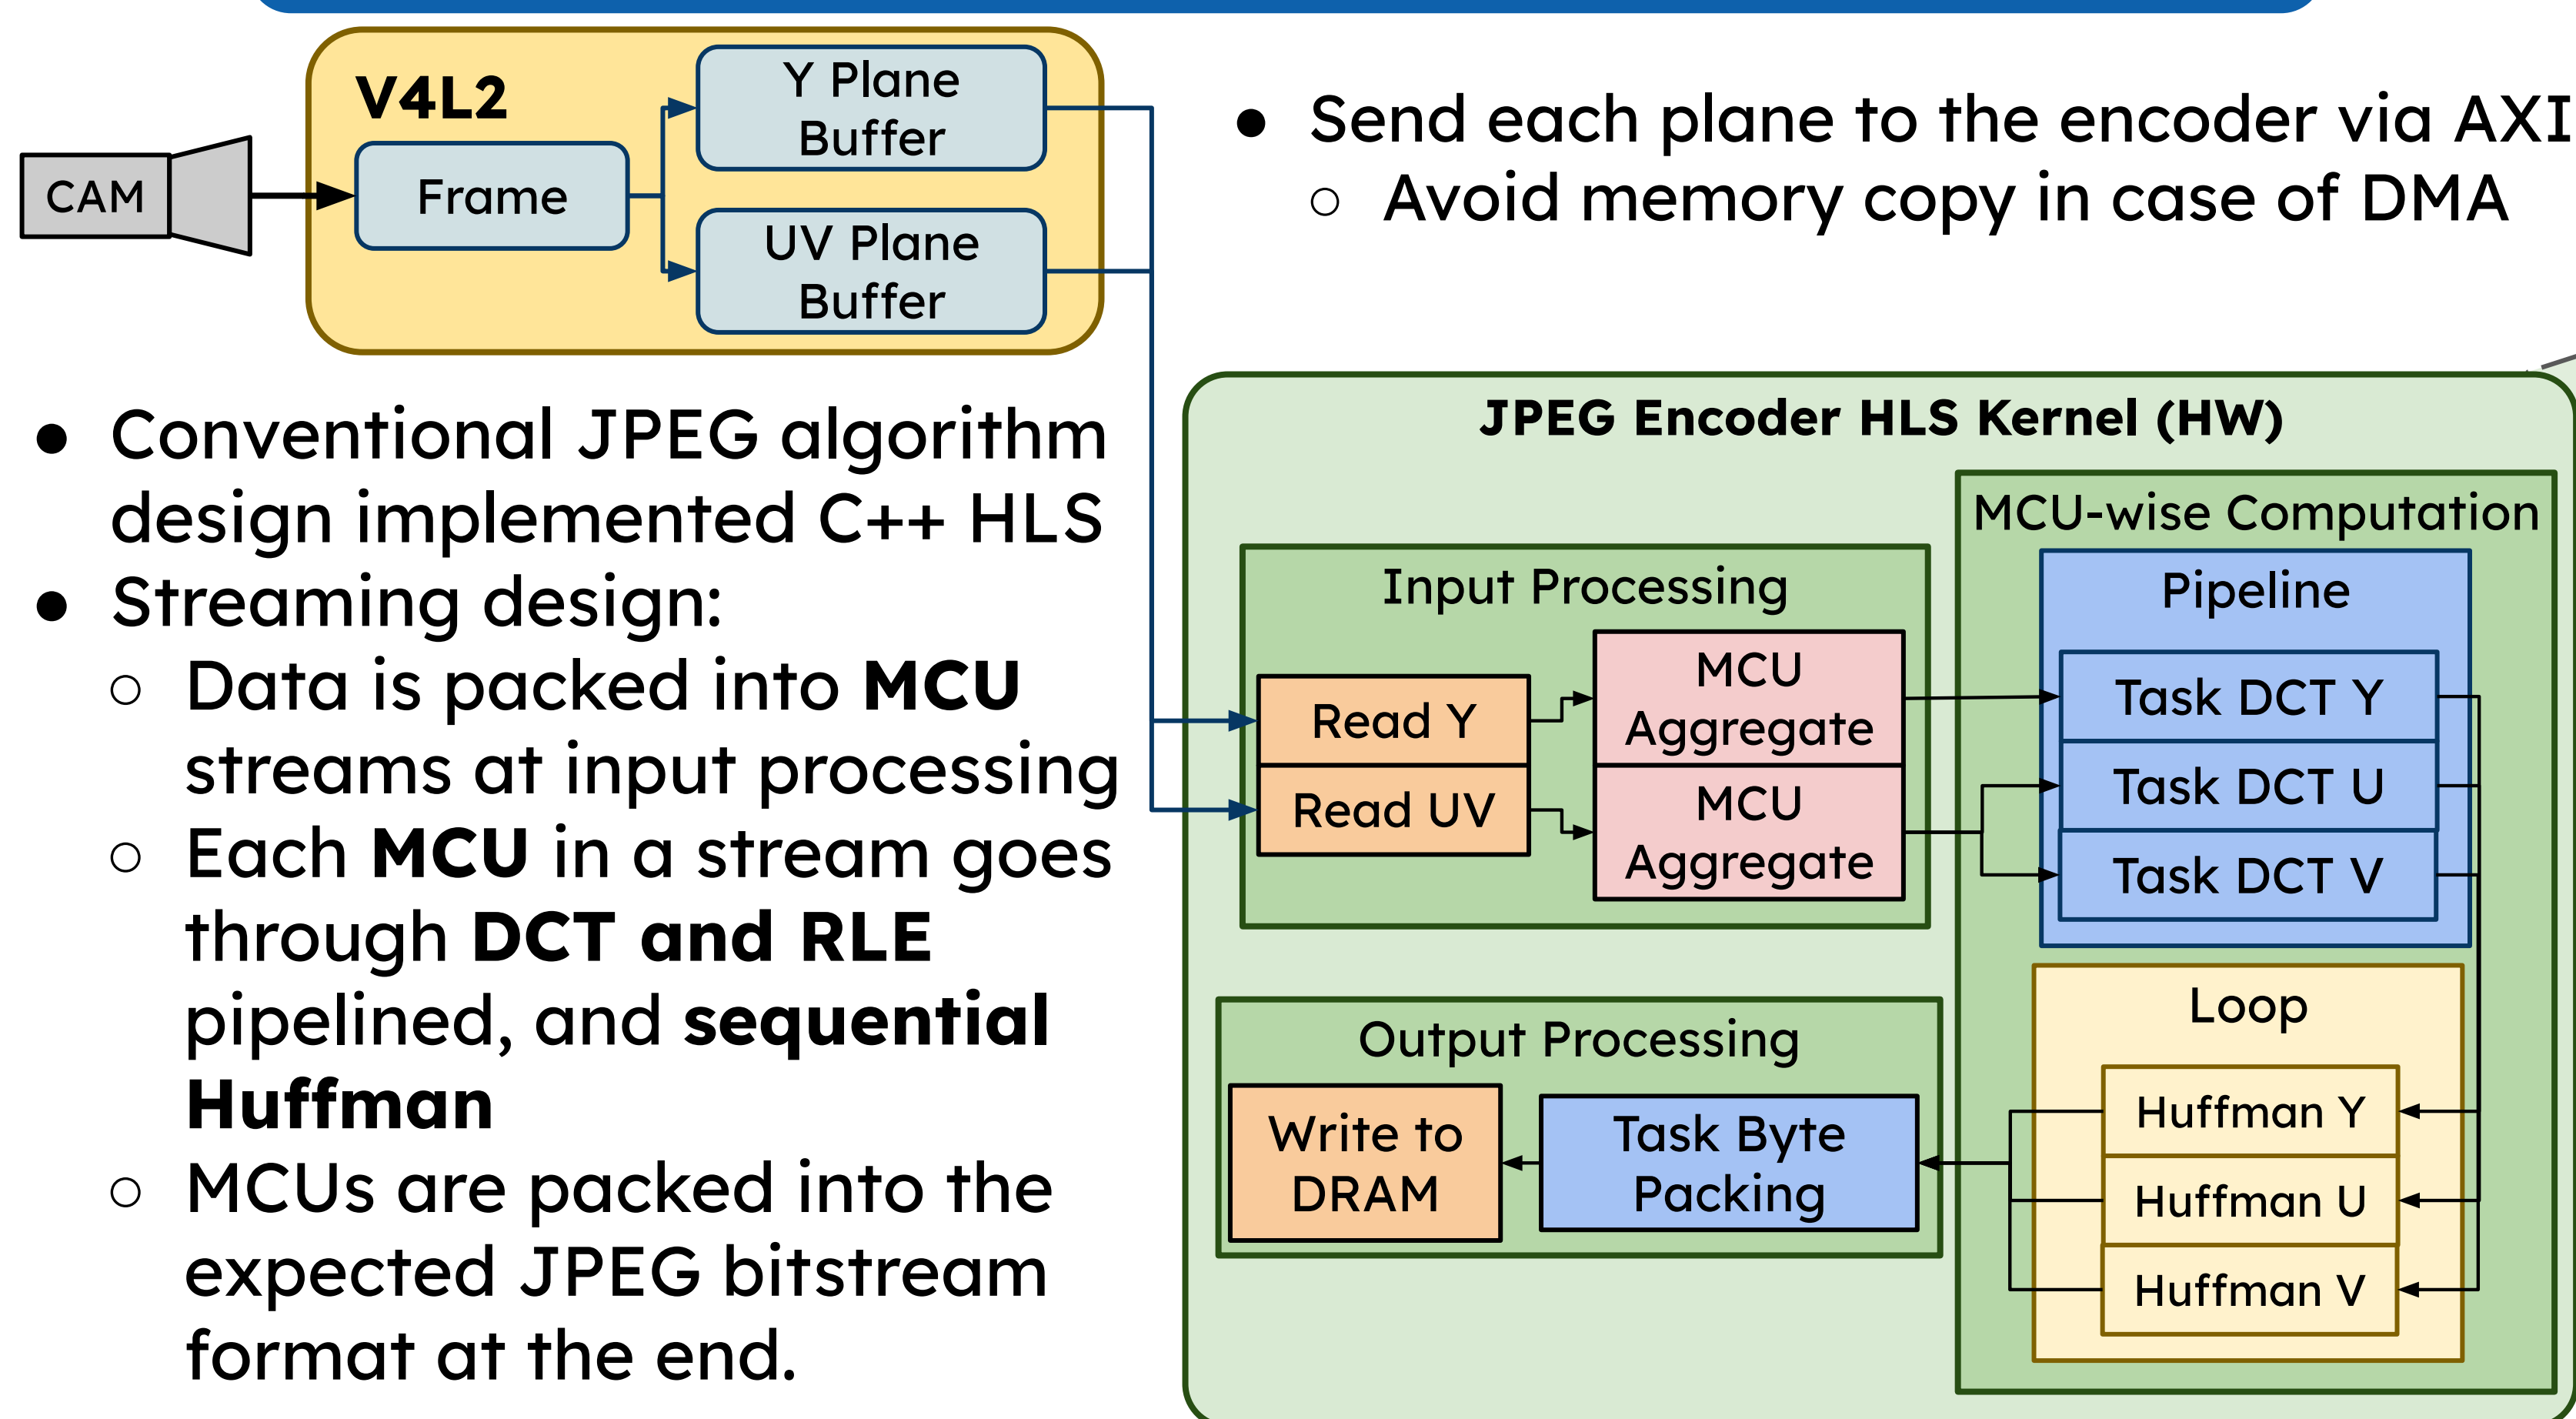 V4L2
CAM
Frame
Y Plane
Buffer
UV Plane
Buffer
● Send each plane to the encoder via AXI
○ Avoid memory copy in case of DMA
● Conventional JPEG algorithm
design implemented C++ HLS
● Streaming design:
○ Data is packed into MCU
streams at input processing
○ Each MCU in a stream goes
through DCT and RLE
pipelined, and sequential
Huffman
○ MCUs are packed into the
expected JPEG bitstream
format at the end.
JPEG Encoder HLS Kernel (HW)
Input Processing
Read Y
Read UV
MCU
Aggregate
MCU
Aggregate
MCU-wise Computation
Pipeline
Task DCT Y
Task DCT U
Task DCT V
Loop
Huffman Y
Huffman U
Huffman V
Output Processing
Write to
DRAM
Task Byte
Packing